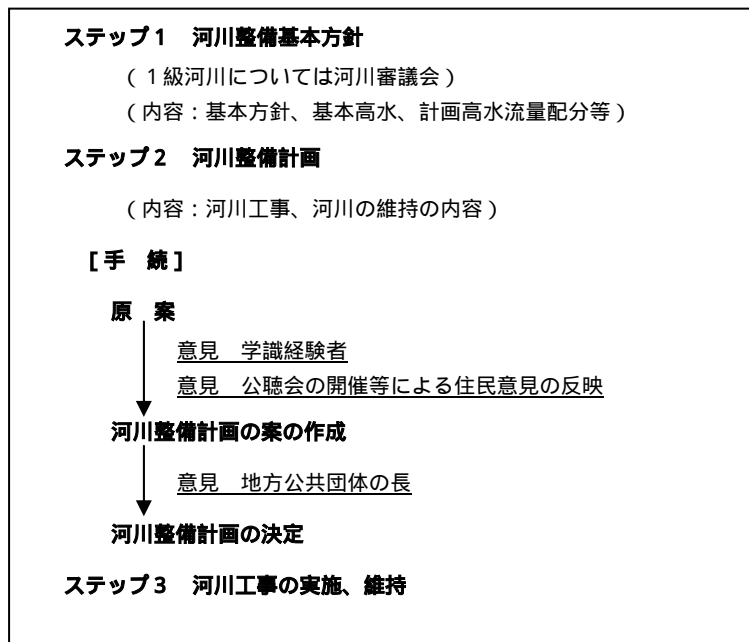 ステップ１　河川整備基本方針
（１級河川については河川審議会）
（内容：基本方針、基本高水、計画高水流量配分等）
ステップ２　河川整備計画
（内容：河川工事、河川の維持の内容）
［手　続］
原　案
意見　学識経験者
意見　公聴会の開催等による住民意見の反映
河川整備計画の案の作成
意見　地方公共団体の長
河川整備計画の決定
ステップ３　河川工事の実施、維持